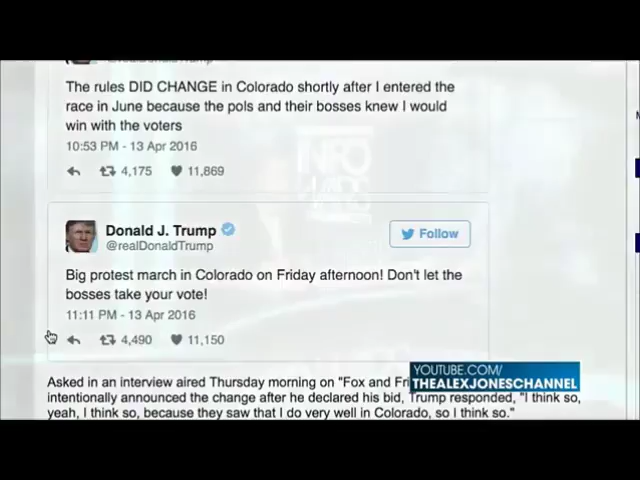 @realDonaldTrump
The rules DID CHANGE in Colorado shortly after I entered the
race in June because the pols and their bosses knew I would
win with the voters
10:53 PM - 13 Apr 2016
4,175 11,869
INFO
WARS
Donald J. Trump
Follow
@realDonaldTrump
Big protest march in Colorado on Friday afternoon! Don't let the
bosses take your vote!
11:11 PM - 13 Apr 2016
4,490 11,150
YOUTUBE.COM/
THEALEXJONESCHANNEL
Asked in an interview aired Thursday morning on "Fox and
intentionally announced the change after he declared his bid, Trump responded, "I think so,
yeah, I think so, because they saw that I do very well in Colorado, so I think so."